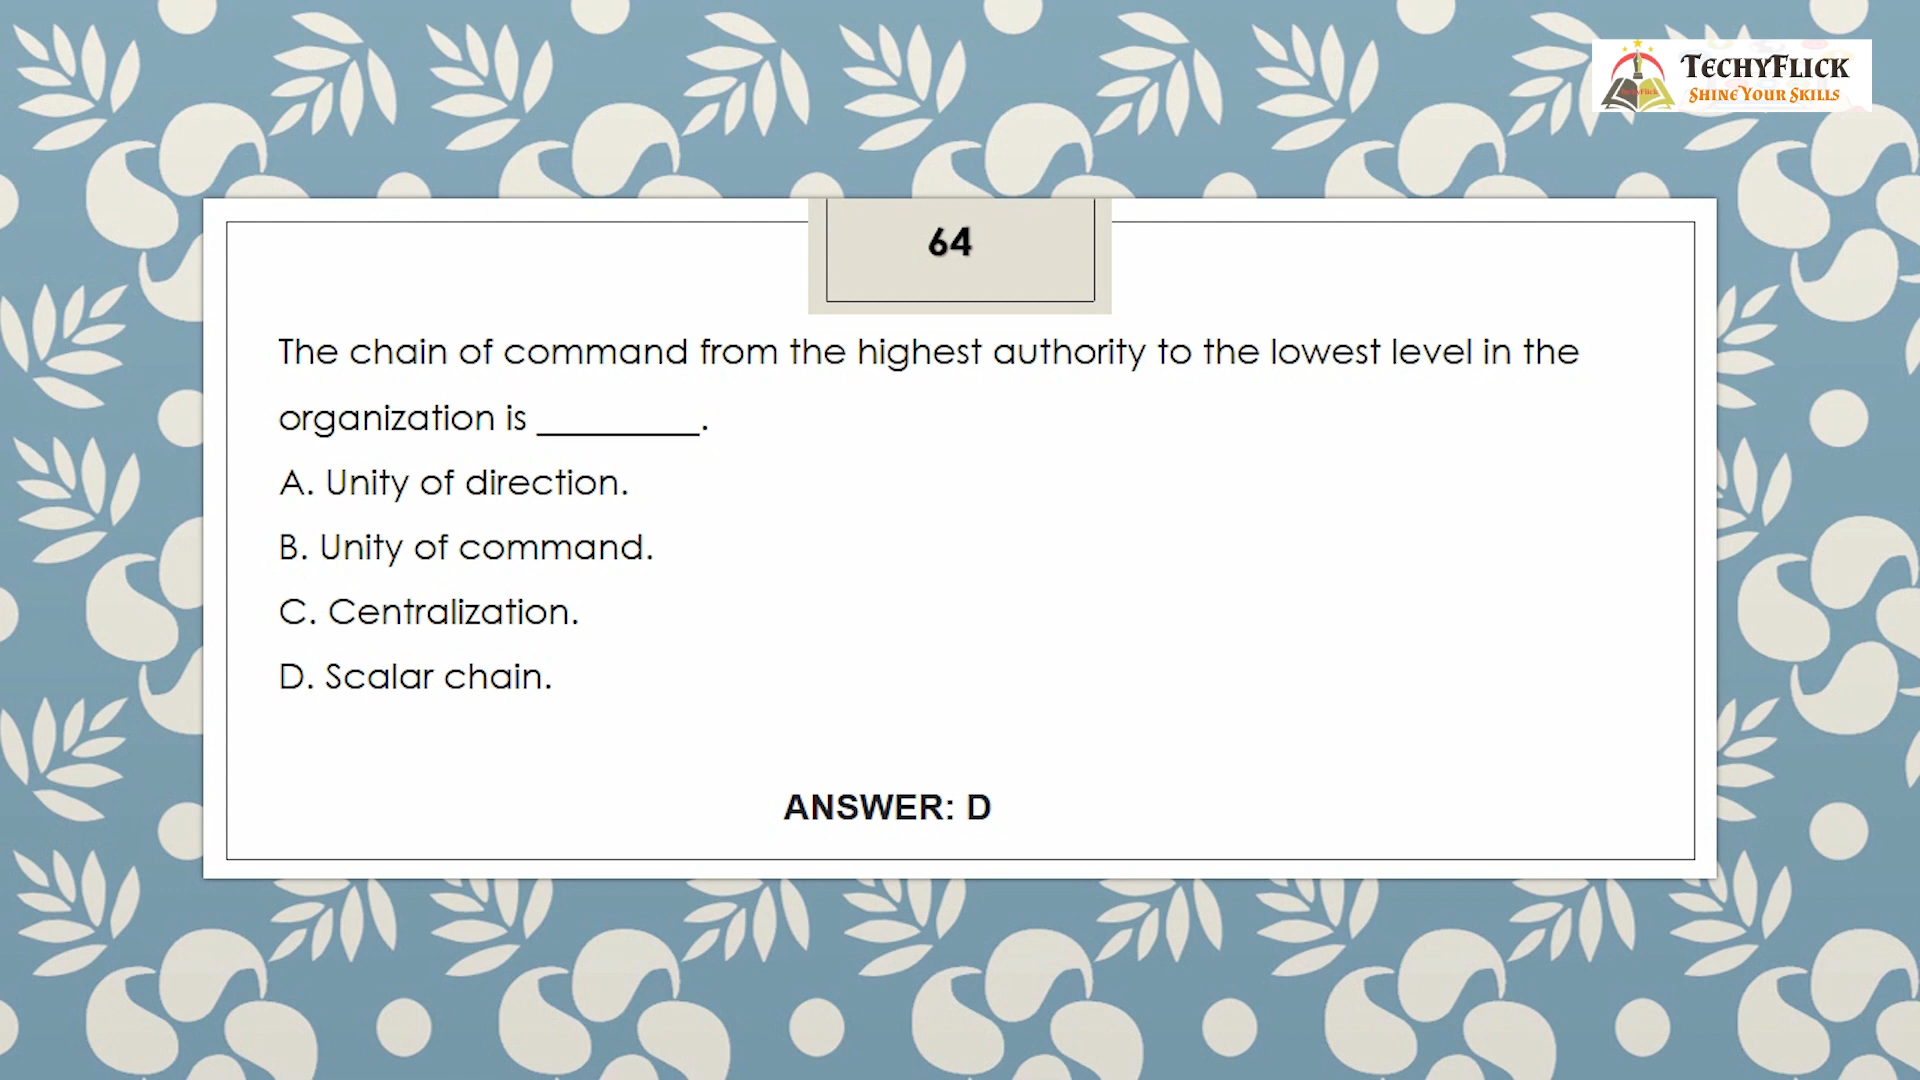 TECHYFLICK
SHINE YOUR SKILLS
64
The chain of command from the highest authority to the lowest level in the
organization is _________.
A. Unity of direction.
B. Unity of command.
C. Centralization.
D. Scalar chain.
ANSWER: D